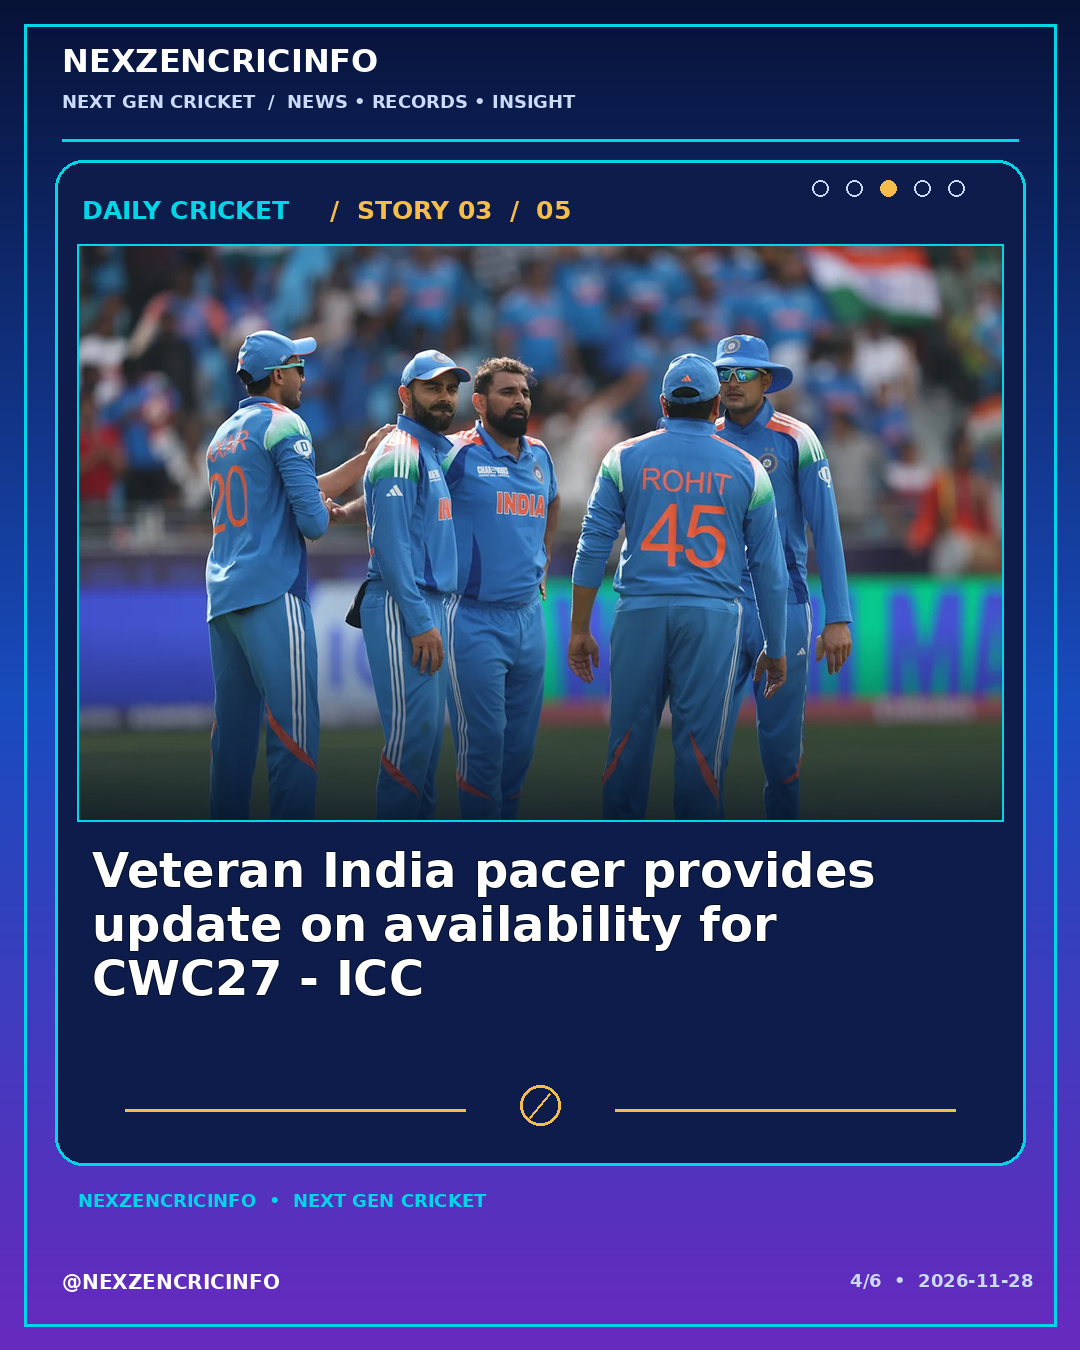 NEXZENCRICINFO
NEXT GEN CRICKET / NEWS • RECORDS • INSIGHT
DAILY CRICKET / STORY 03 / 05
20
INDIA
ROHIT
45
Veteran India pacer provides
update on availability for
CWC27 - ICC
NEXZENCRICINFO • NEXT GEN CRICKET
@NEXZENCRICINFO
4/6 • 2026-11-28